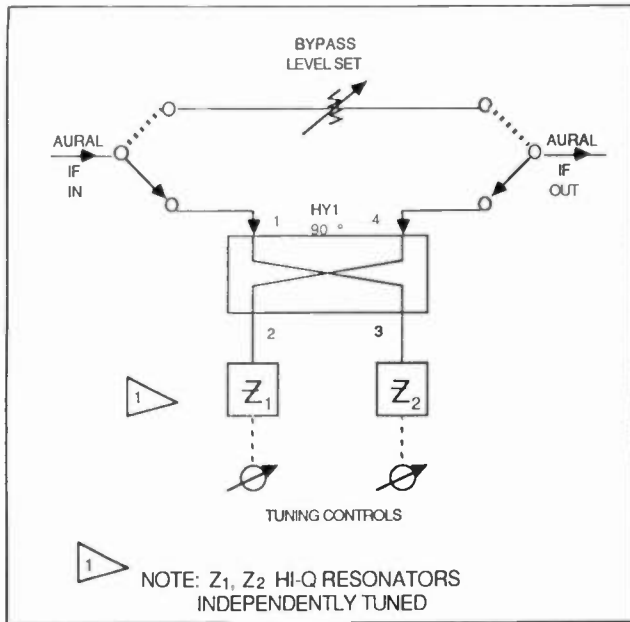 BYPASS
LEVEL SET
AURAL
IF
IN
AURAL
IF
OUT
1
HY1
90 °
4
2
3
1
Z1
Z2
TUNING CONTROLS
1
NOTE: Z1, Z2 HI-Q RESONATORS
INDEPENDENTLY TUNED